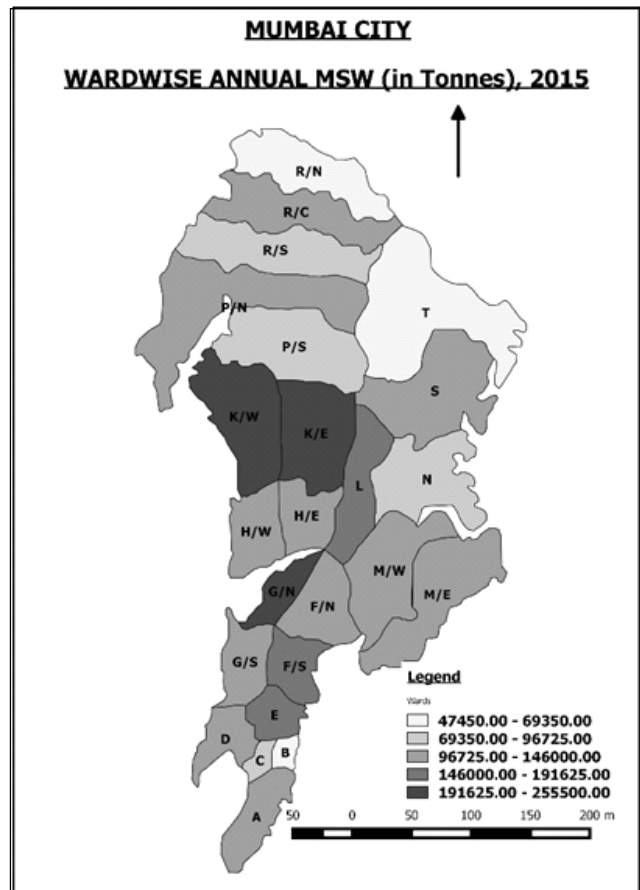 MUMBAI CITY
WARDWISE ANNUAL MSW (in Tonnes), 2015
R/N
R/C
R/S
P/N
T
P/S
S
K/W
K/E
L
N
H/W
H/E
M/W
G/N
F/N
M/E
G/S
F/S
Legend
Wards
E
47450.00 - 69350.00
D
B
69350.00 - 96725.00
C
96725.00 - 146000.00
146000.00 - 191625.00
191625.00 - 255500.00
A
50 0 50 100 150 200 m